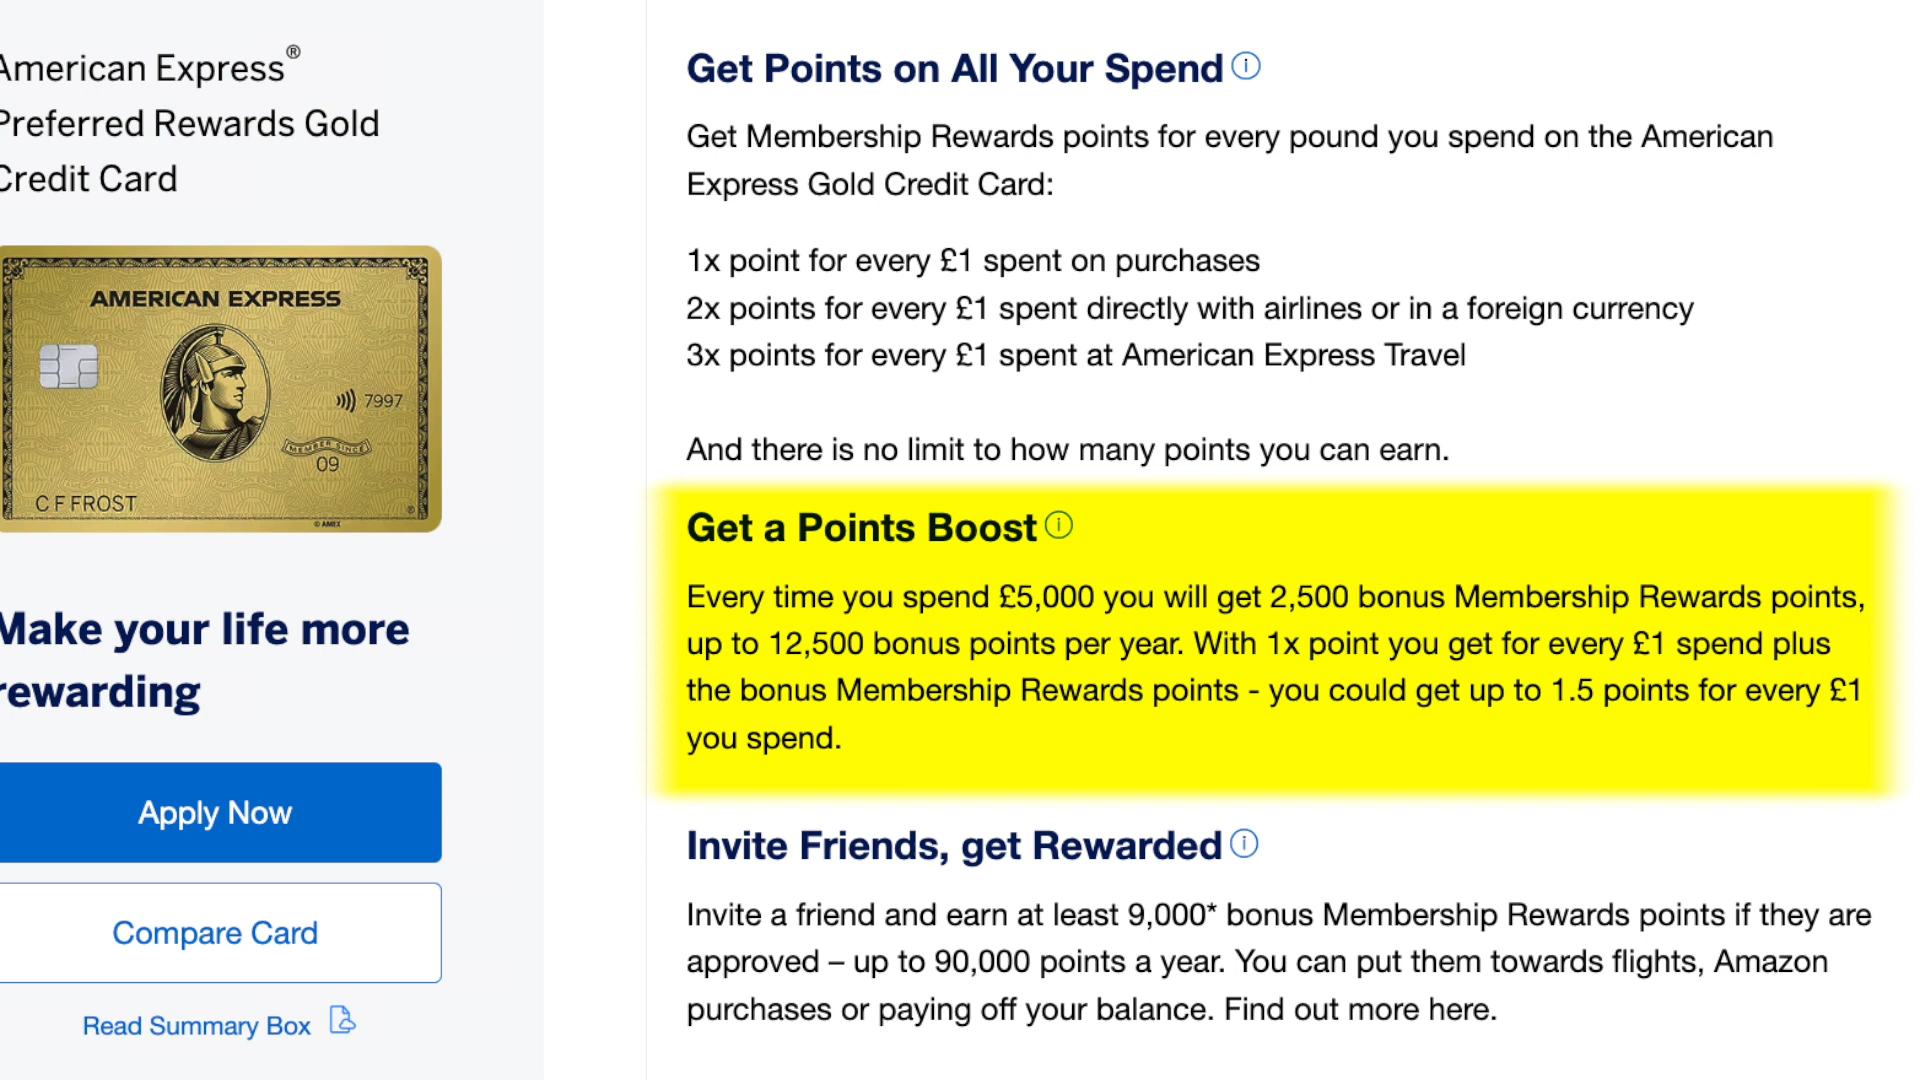 American Express®
Preferred Rewards Gold
Credit Card
AMERICAN EXPRESS
7997
MEMBER SINCE
09
C F FROST
® 
© AMEX
Make your life more
rewarding
Apply Now
Compare Card
Read Summary Box
Get Points on All Your Spend
Get Membership Rewards points for every pound you spend on the American
Express Gold Credit Card:
1x point for every £1 spent on purchases
2x points for every £1 spent directly with airlines or in a foreign currency
3x points for every £1 spent at American Express Travel
And there is no limit to how many points you can earn.
Get a Points Boost
Every time you spend £5,000 you will get 2,500 bonus Membership Rewards points,
up to 12,500 bonus points per year. With 1x point you get for every £1 spend plus
the bonus Membership Rewards points - you could get up to 1.5 points for every £1
you spend.
Invite Friends, get Rewarded
Invite a friend and earn at least 9,000* bonus Membership Rewards points if they are
approved – up to 90,000 points a year. You can put them towards flights, Amazon
purchases or paying off your balance. Find out more here.